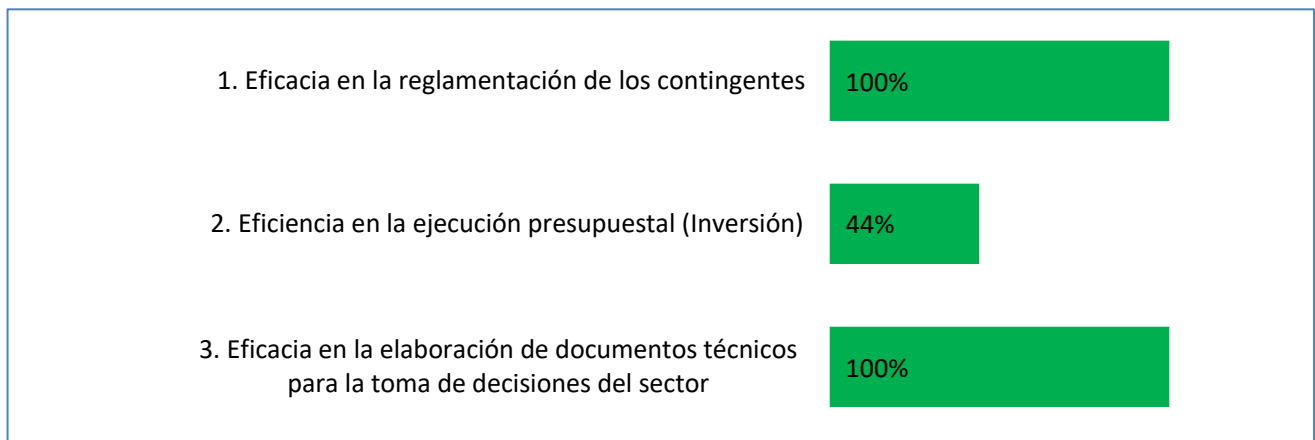 1. Eficacia en la reglamentación de los contingentes
100%
2. Eficiencia en la ejecución presupuestal (Inversión)
44%
3. Eficacia en la elaboración de documentos técnicos
para la toma de decisiones del sector
100%